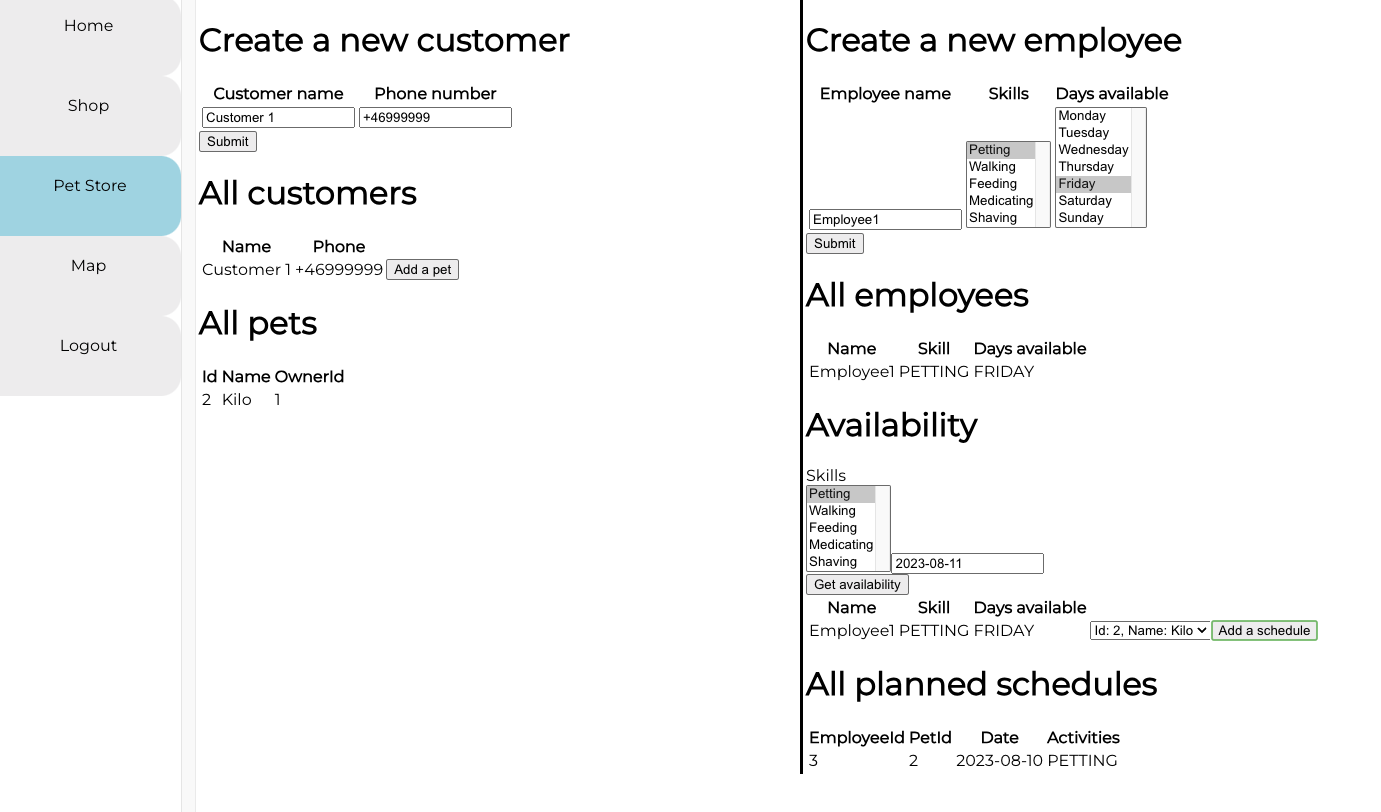 Home
Shop
Pet Store
Map
Logout
Create a new customer
Customer name Phone number
Customer 1 +46999999
Submit
All customers
Name Phone
Customer 1 +46999999 Add a pet
All pets
Id Name OwnerId
2 Kilo 1
Create a new employee
Employee name Skills Days available
Monday
Tuesday
Petting Wednesday
Walking Thursday
Feeding Friday
Medicating Saturday
Employee1 Shaving Sunday
Submit
All employees
Name Skill Days available
Employee1 PETTING FRIDAY
Availability
Skills
Petting
Walking
Feeding
Medicating
Shaving 2023-08-11
Get availability
Name Skill Days available
Employee1 PETTING FRIDAY Id: 2, Name: Kilo Add a schedule
All planned schedules
EmployeeId PetId Date Activities
3 2 2023-08-10 PETTING